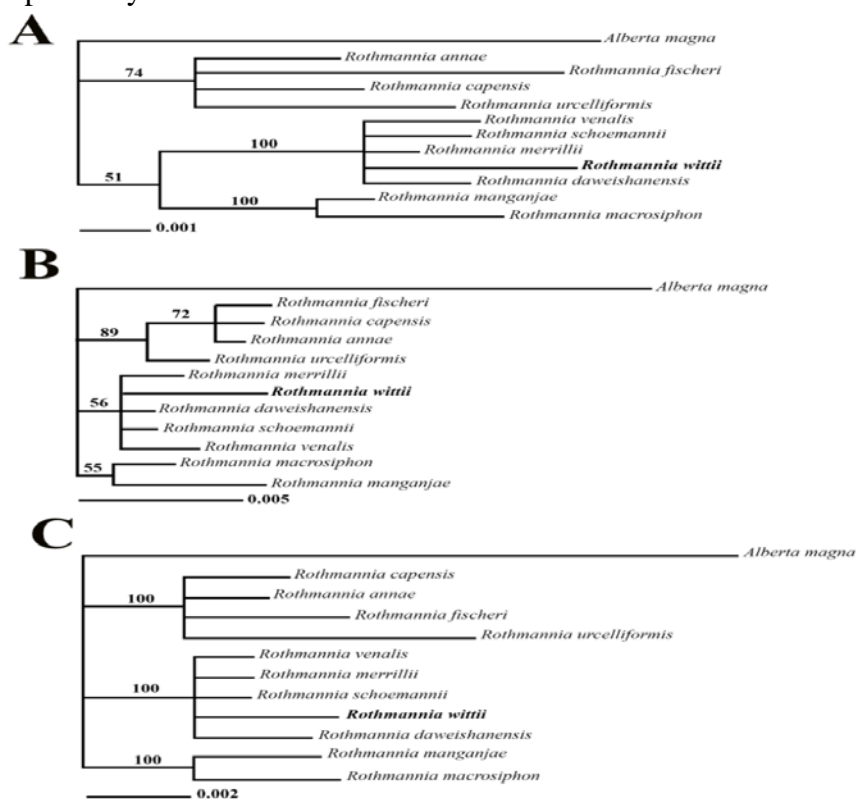 A
Alberta magna
Rothmannia annae
74
Rothmannia fischeri
Rothmannia capensis
Rothmannia urcelliformis
Rothmannia venalis
Rothmannia schoemannii
100
Rothmannia merrillii
Rothmannia wittii
51
Rothmannia daweishanensis
Rothmannia manganjae
100
Rothmannia macrosiphon
0.001
B
Alberta magna
Rothmannia fischeri
72
Rothmannia capensis
89
Rothmannia annae
Rothmannia urcelliformis
Rothmannia merrillii
Rothmannia wittii
56
Rothmannia daweishanensis
Rothmannia schoemannii
Rothmannia venalis
Rothmannia macrosiphon
55
Rothmannia manganjae
0.005
C
Alberta magna
Rothmannia capensis
100
Rothmannia annae
Rothmannia fischeri
Rothmannia urcelliformis
Rothmannia venalis
Rothmannia merrillii
100
Rothmannia schoemannii
Rothmannia wittii
Rothmannia daweishanensis
Rothmannia manganjae
100
Rothmannia macrosiphon
0.002